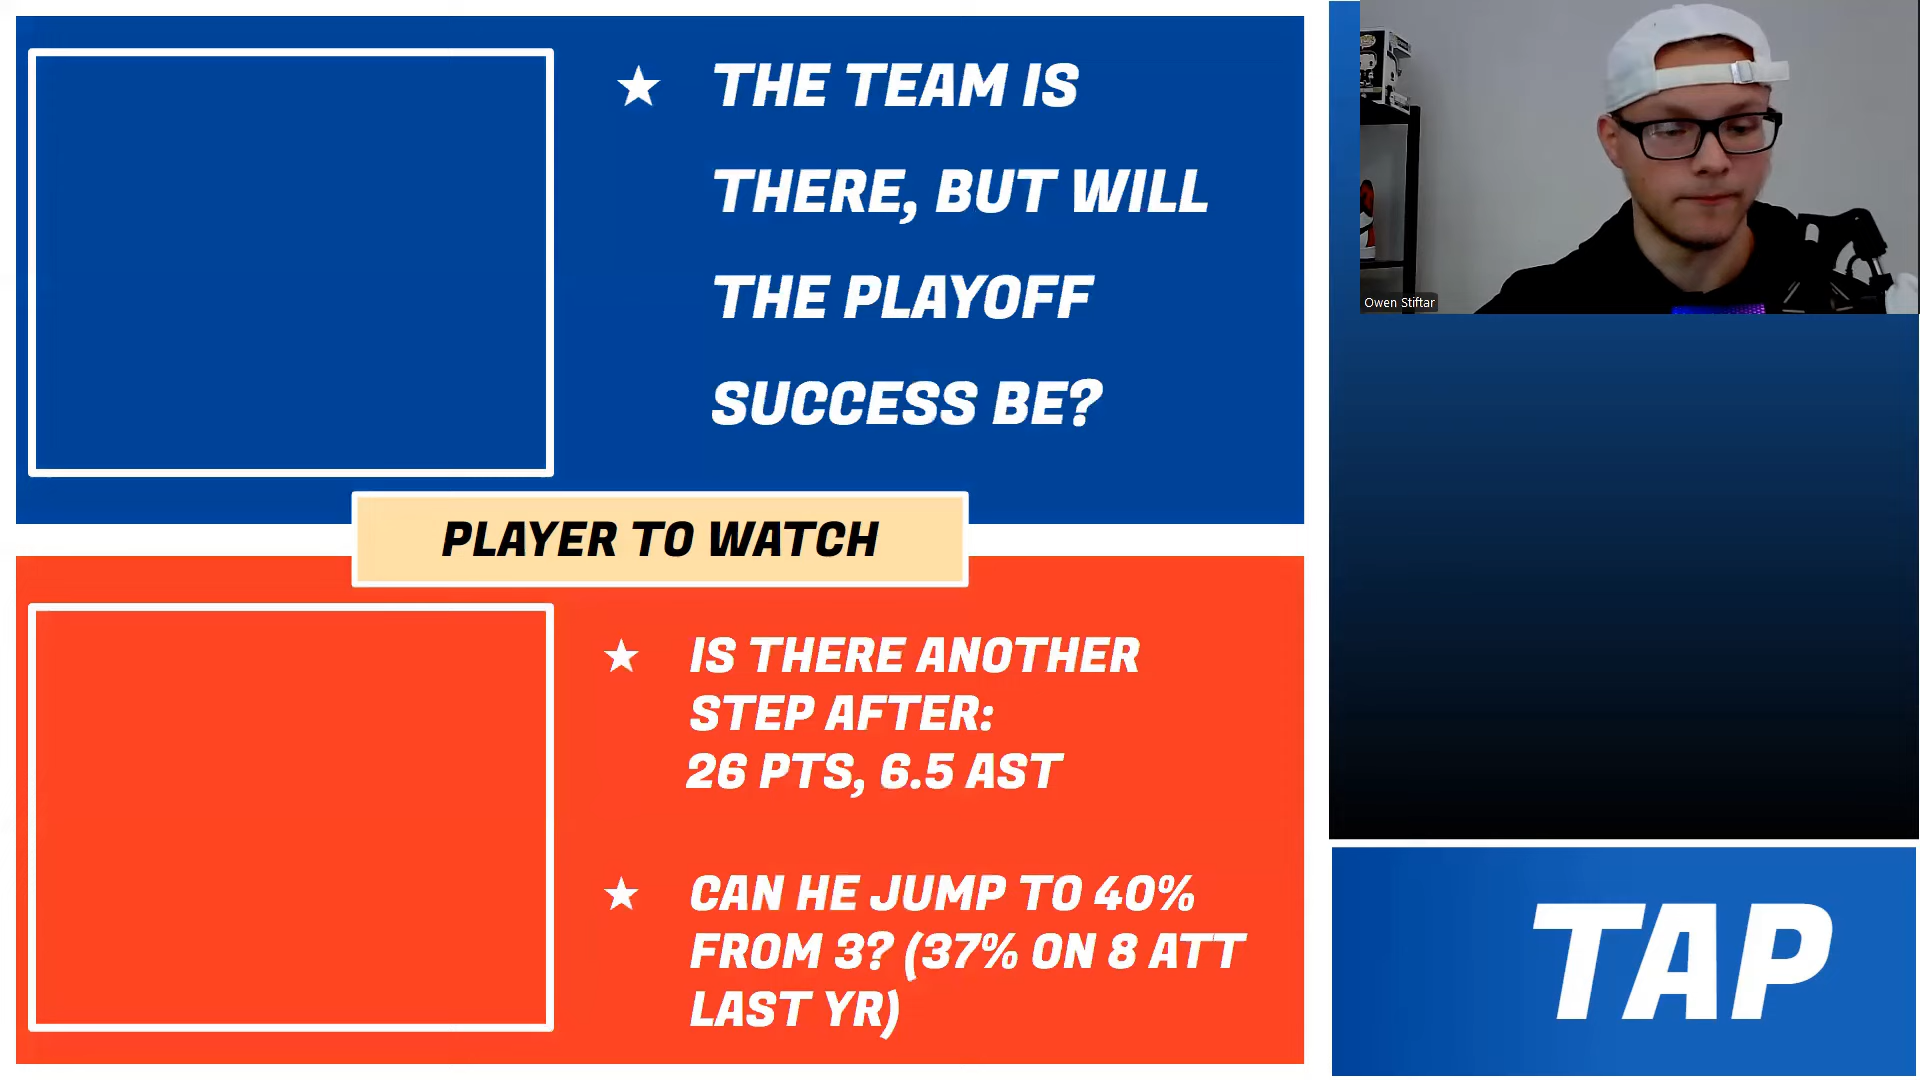 ★ THE TEAM IS
THERE, BUT WILL
THE PLAYOFF
SUCCESS BE?
PLAYER TO WATCH
★ IS THERE ANOTHER
STEP AFTER:
26 PTS, 6.5 AST
★ CAN HE JUMP TO 40%
FROM 3? (37% ON 8 ATT
LAST YR)
Owen Stiftar
TAP